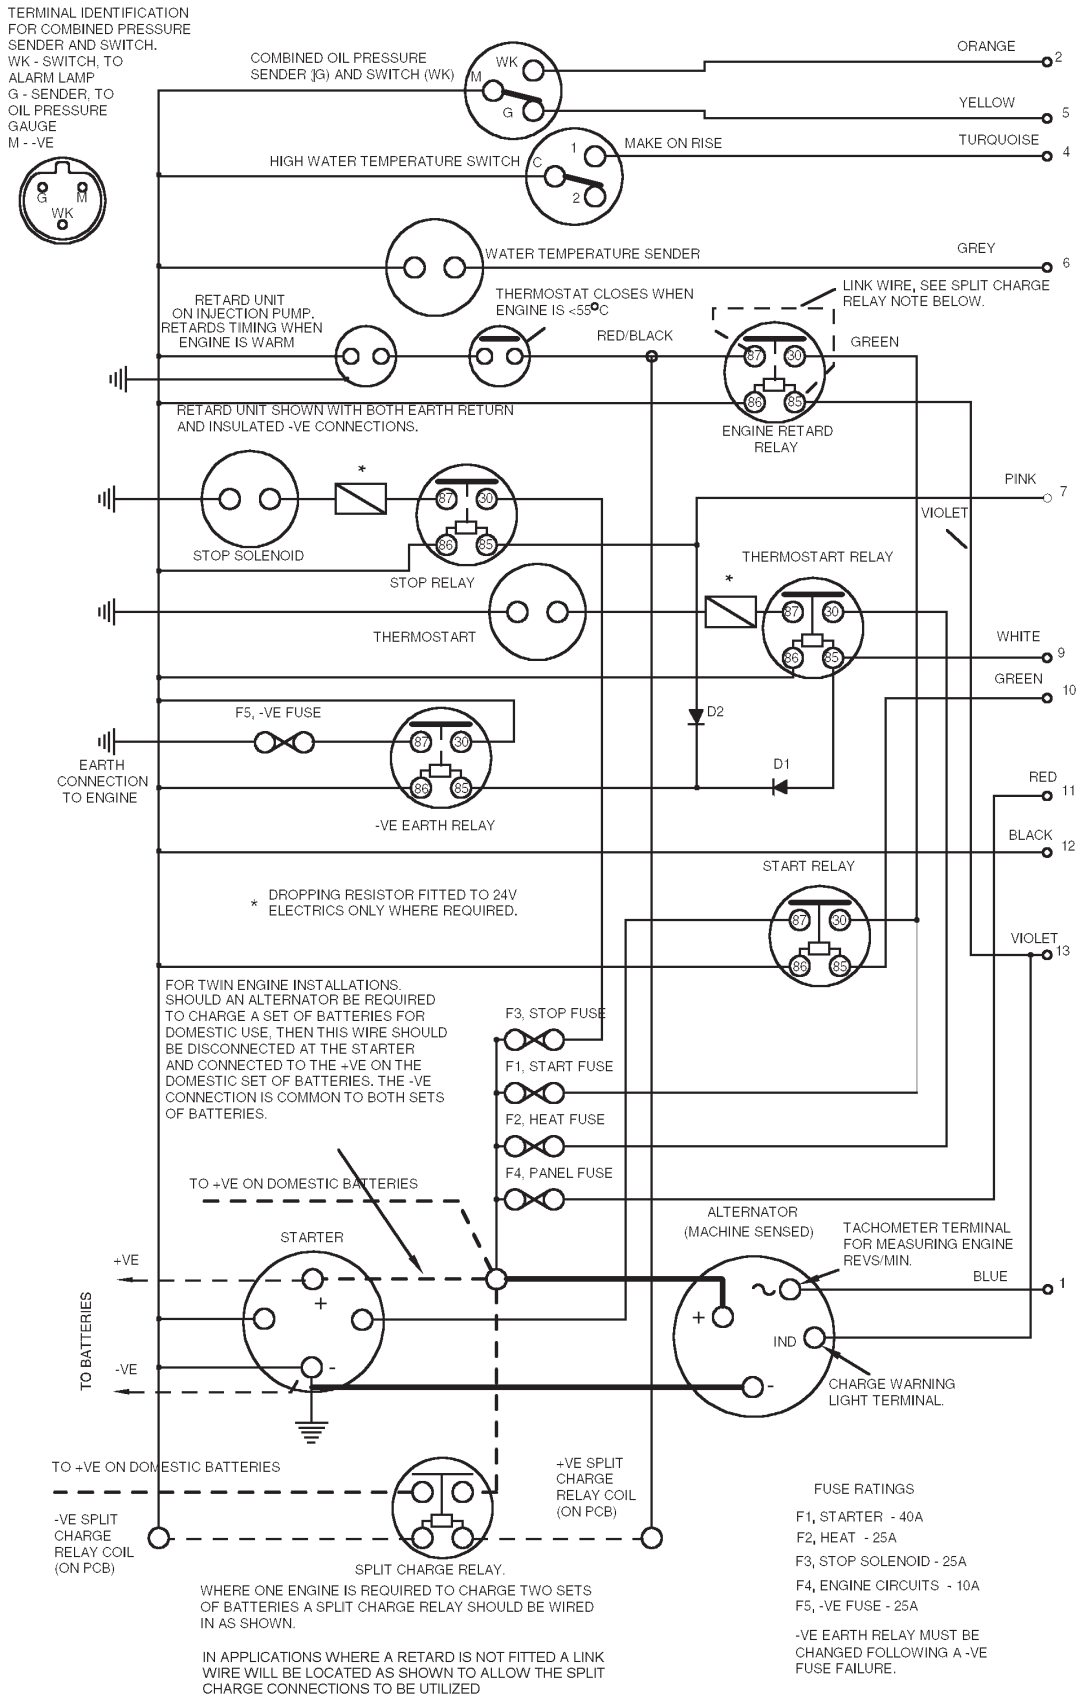 TERMINAL IDENTIFICATION
FOR COMBINED PRESSURE
SENDER AND SWITCH.
WK - SWITCH, TO
ALARM LAMP
G - SENDER, TO
OIL PRESSURE
GAUGE
M - -VE
G
M
WK
COMBINED OIL PRESSURE
SENDER (G) AND SWITCH (WK)
WK
M
G
ORANGE
2
YELLOW
5
HIGH WATER TEMPERATURE SWITCH
C
1
2
MAKE ON RISE
TURQUOISE
4
WATER TEMPERATURE SENDER
GREY
6
RETARD UNIT
ON INJECTION PUMP.
RETARDS TIMING WHEN
ENGINE IS WARM
THERMOSTAT CLOSES WHEN
ENGINE IS <55°C
RED/BLACK
LINK WIRE, SEE SPLIT CHARGE
RELAY NOTE BELOW.
GREEN
87
30
86
85
ENGINE RETARD
RELAY
RETARD UNIT SHOWN WITH BOTH EARTH RETURN
AND INSULATED -VE CONNECTIONS.
*
87
30
86
85
STOP SOLENOID
STOP RELAY
PINK
7
VIOLET
THERMOSTART RELAY
*
87
30
86
85
THERMOSTART
WHITE
9
GREEN
10
F5, -VE FUSE
87
30
86
85
D2
D1
EARTH
CONNECTION
TO ENGINE
-VE EARTH RELAY
RED
11
BLACK
12
START RELAY
87
30
86
85
* DROPPING RESISTOR FITTED TO 24V
ELECTRICS ONLY WHERE REQUIRED.
VIOLET
13
FOR TWIN ENGINE INSTALLATIONS.
SHOULD AN ALTERNATOR BE REQUIRED
TO CHARGE A SET OF BATTERIES FOR
DOMESTIC USE, THEN THIS WIRE SHOULD
BE DISCONNECTED AT THE STARTER
AND CONNECTED TO THE +VE ON THE
DOMESTIC SET OF BATTERIES. THE -VE
CONNECTION IS COMMON TO BOTH SETS
OF BATTERIES.
F3, STOP FUSE
F1, START FUSE
F2, HEAT FUSE
F4, PANEL FUSE
TO +VE ON DOMESTIC BATTERIES
STARTER
+VE
+
-VE
-
TO BATTERIES
ALTERNATOR
(MACHINE SENSED)
TACHOMETER TERMINAL
FOR MEASURING ENGINE
REVS/MIN.
BLUE
1
+
IND
-
CHARGE WARNING
LIGHT TERMINAL.
TO +VE ON DOMESTIC BATTERIES
-VE SPLIT
CHARGE
RELAY COIL
(ON PCB)
+VE SPLIT
CHARGE
RELAY COIL
(ON PCB)
SPLIT CHARGE RELAY.
WHERE ONE ENGINE IS REQUIRED TO CHARGE TWO SETS
OF BATTERIES A SPLIT CHARGE RELAY SHOULD BE WIRED
IN AS SHOWN.
IN APPLICATIONS WHERE A RETARD IS NOT FITTED A LINK
WIRE WILL BE LOCATED AS SHOWN TO ALLOW THE SPLIT
CHARGE CONNECTIONS TO BE UTILIZED
FUSE RATINGS
F1, STARTER - 40A
F2, HEAT - 25A
F3, STOP SOLENOID - 25A
F4, ENGINE CIRCUITS - 10A
F5, -VE FUSE - 25A
-VE EARTH RELAY MUST BE
CHANGED FOLLOWING A -VE
FUSE FAILURE.